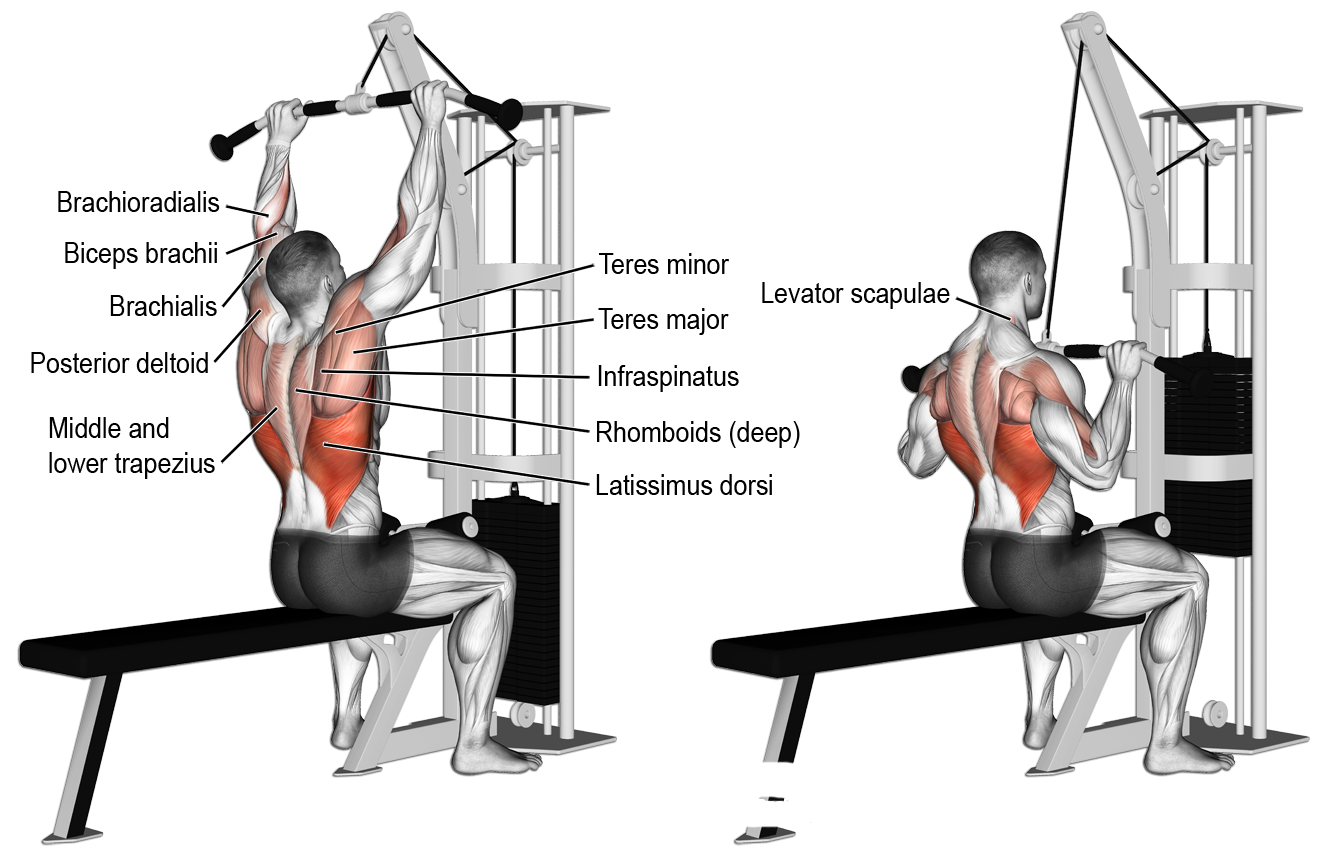 Brachioradialis
Biceps brachii
Brachialis
Posterior deltoid
Middle and
lower trapezius
Teres minor
Teres major
Infraspinatus
Rhomboids (deep)
Latissimus dorsi
Levator scapulae